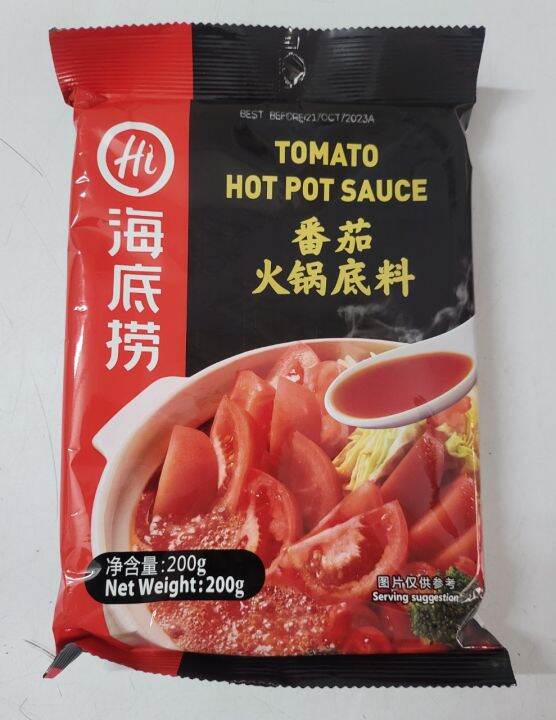 BEST BEFORE/21/OCT/2023A
Hi
海底捞
TOMATO
HOT POT SAUCE
番茄
火锅底料
净含量:200g
Net Weight:200g
图片仅供参考
Serving suggestion